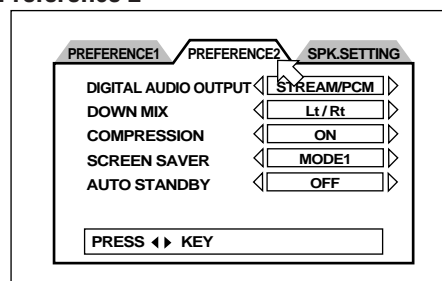 Preference 2
PREFERENCE1 PREFERENCE2 SPK.SETTING
DIGITAL AUDIO OUTPUT STREAM/PCM
DOWN MIX Lt / Rt
COMPRESSION ON
SCREEN SAVER MODE1
AUTO STANDBY OFF
PRESS KEY